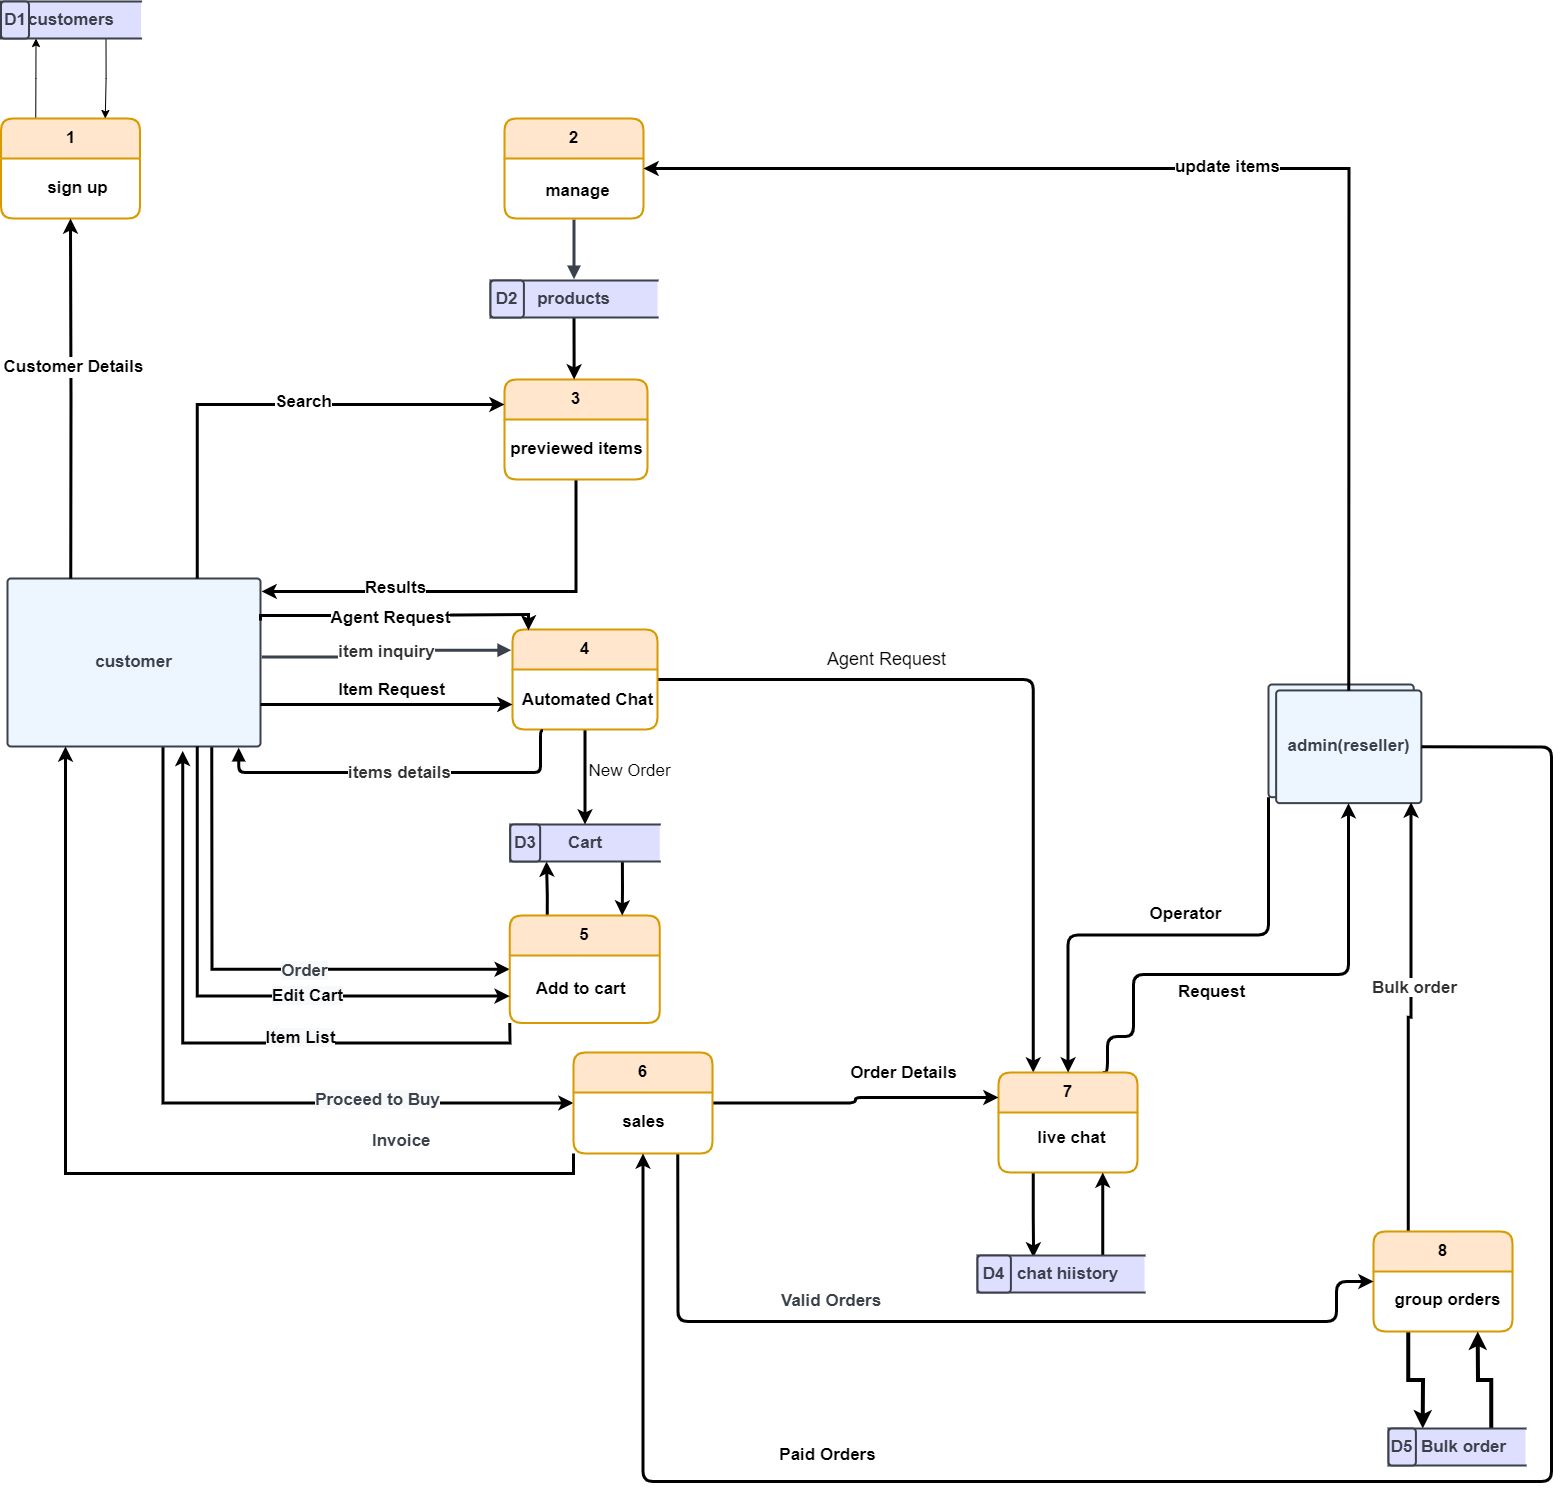 D1 customers
1
sign up
2
manage
update items
D2 products
Customer Details
Search
3
previewed items
Results
Agent Request
item inquiry
Item Request
customer
4
Automated Chat
Agent Request
items details
New Order
admin(reseller)
D3 Cart
5
Add to cart
Operator
Order
Edit Cart
Item List
Request
Bulk order
6
sales
Order Details
7
live chat
Proceed to Buy
Invoice
D4 chat hiistory
8
group orders
Valid Orders
D5 Bulk order
Paid Orders